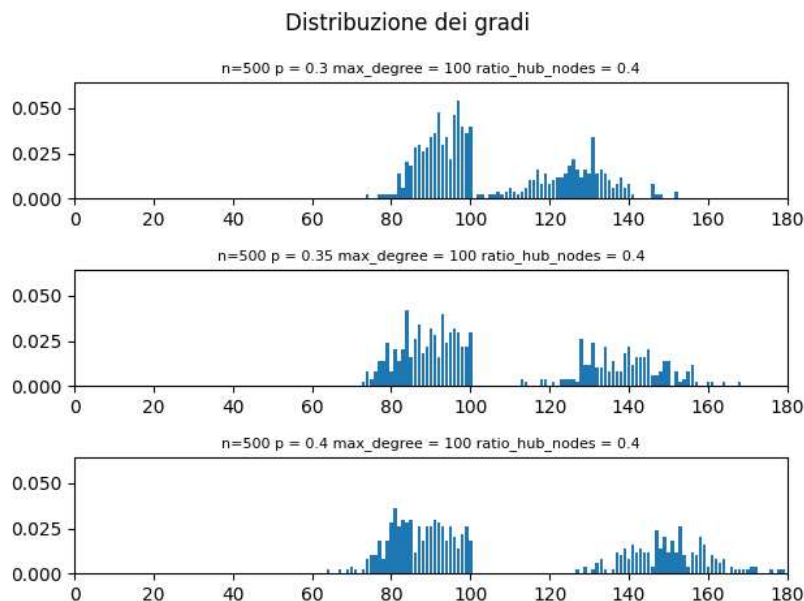 Distribuzione dei gradi
n=500 p = 0.3 max_degree = 100 ratio_hub_nodes = 0.4
0.050
0.025
0.000
0 20 40 60 80 100 120 140 160 180
n=500 p = 0.35 max_degree = 100 ratio_hub_nodes = 0.4
0.050
0.025
0.000
0 20 40 60 80 100 120 140 160 180
n=500 p = 0.4 max_degree = 100 ratio_hub_nodes = 0.4
0.050
0.025
0.000
0 20 40 60 80 100 120 140 160 180